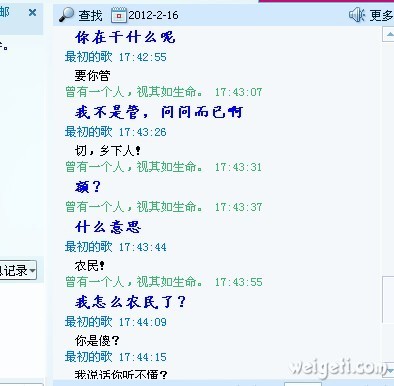 邮
查找 2012-2-16 更多
你在干什么呢
最初的歌 17:42:55
要你管
曾有一个人，视其如生命。 17:43:07
我不是管，问问而已啊
最初的歌 17:43:26
切，乡下人!
曾有一个人，视其如生命。 17:43:31
额？
曾有一个人，视其如生命。 17:43:37
什么意思
最初的歌 17:43:44
农民!
曾有一个人，视其如生命。 17:43:55
我怎么农民了？
最初的歌 17:44:09
你是傻?
最初的歌 17:44:15
我说话你听不懂?
记录
weigeti.com